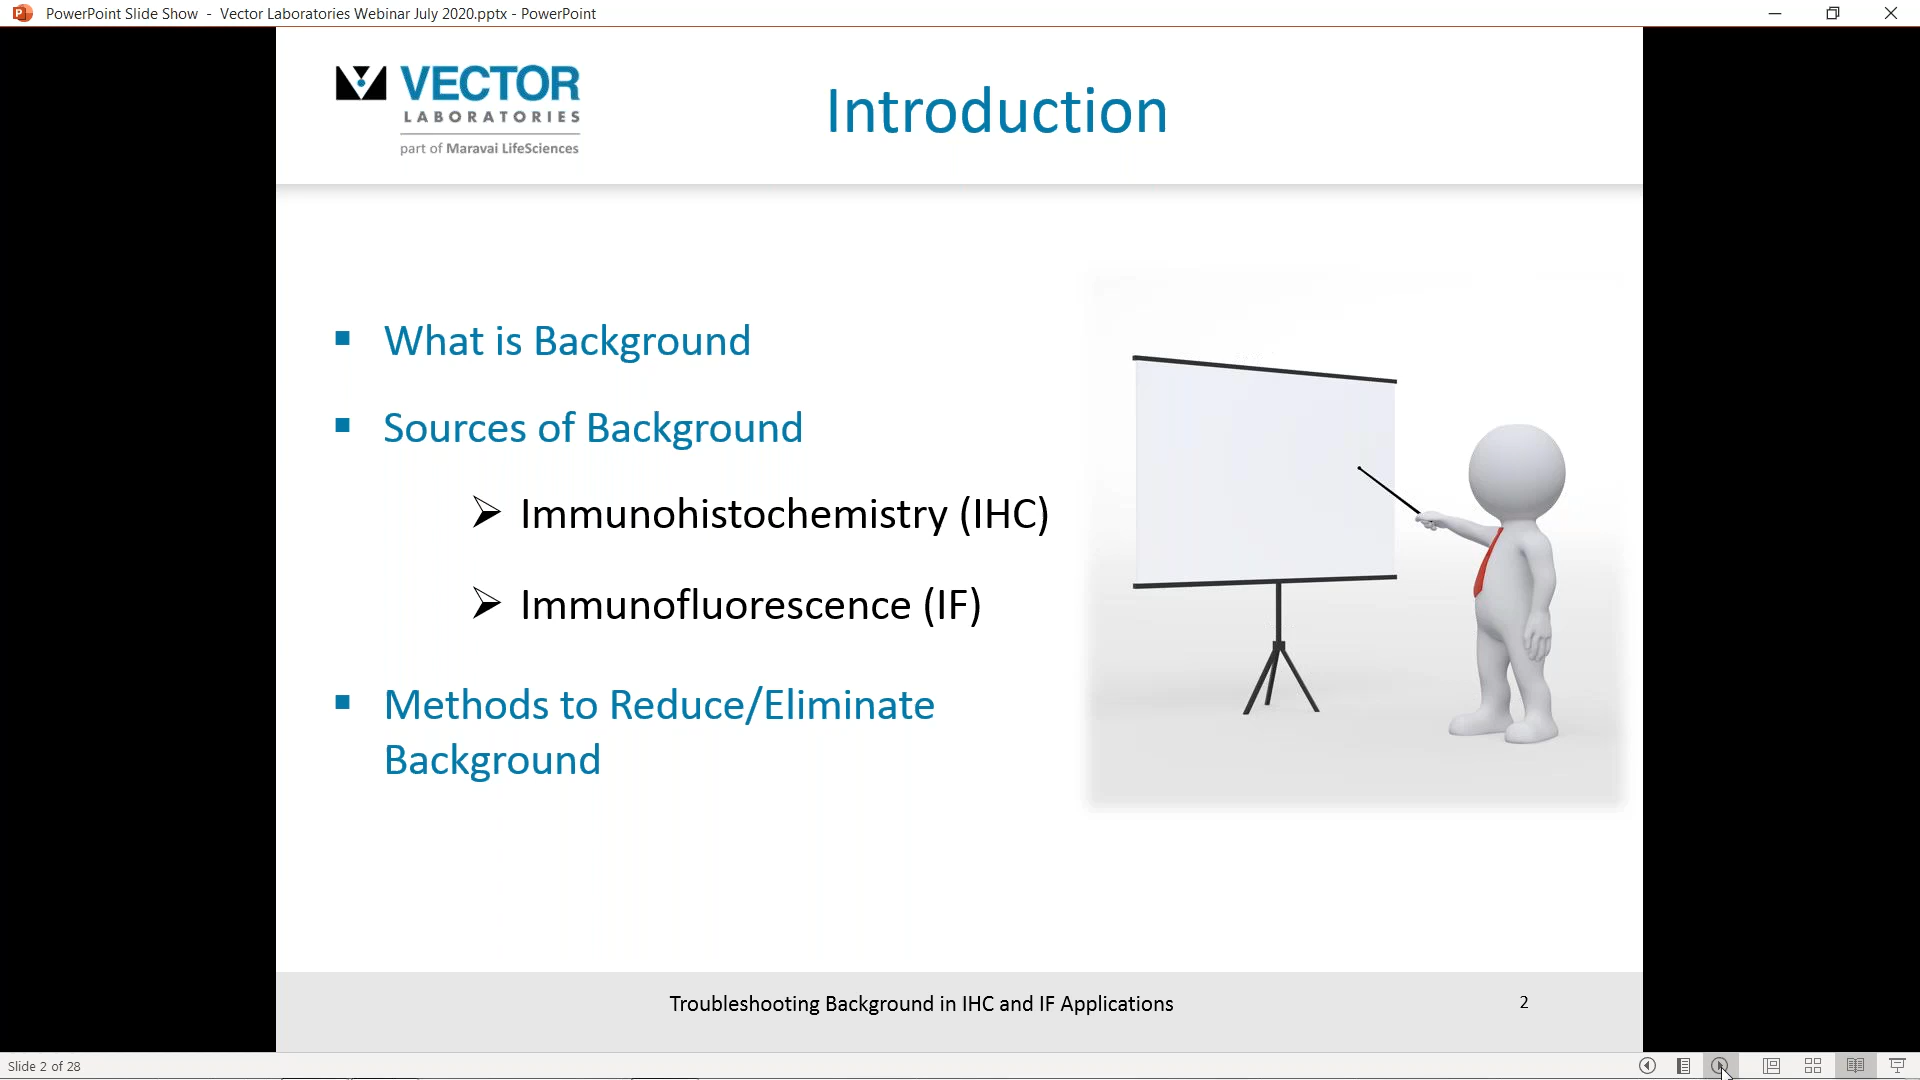 PowerPoint Slide Show - Vector Laboratories Webinar July 2020.pptx - PowerPoint
VECTOR
LABORATORIES
part of Maravai LifeSciences
Introduction
What is Background
Sources of Background
Immunohistochemistry (IHC)
Immunofluorescence (IF)
Methods to Reduce/Eliminate
Background
Troubleshooting Background in IHC and IF Applications
2
Slide 2 of 28